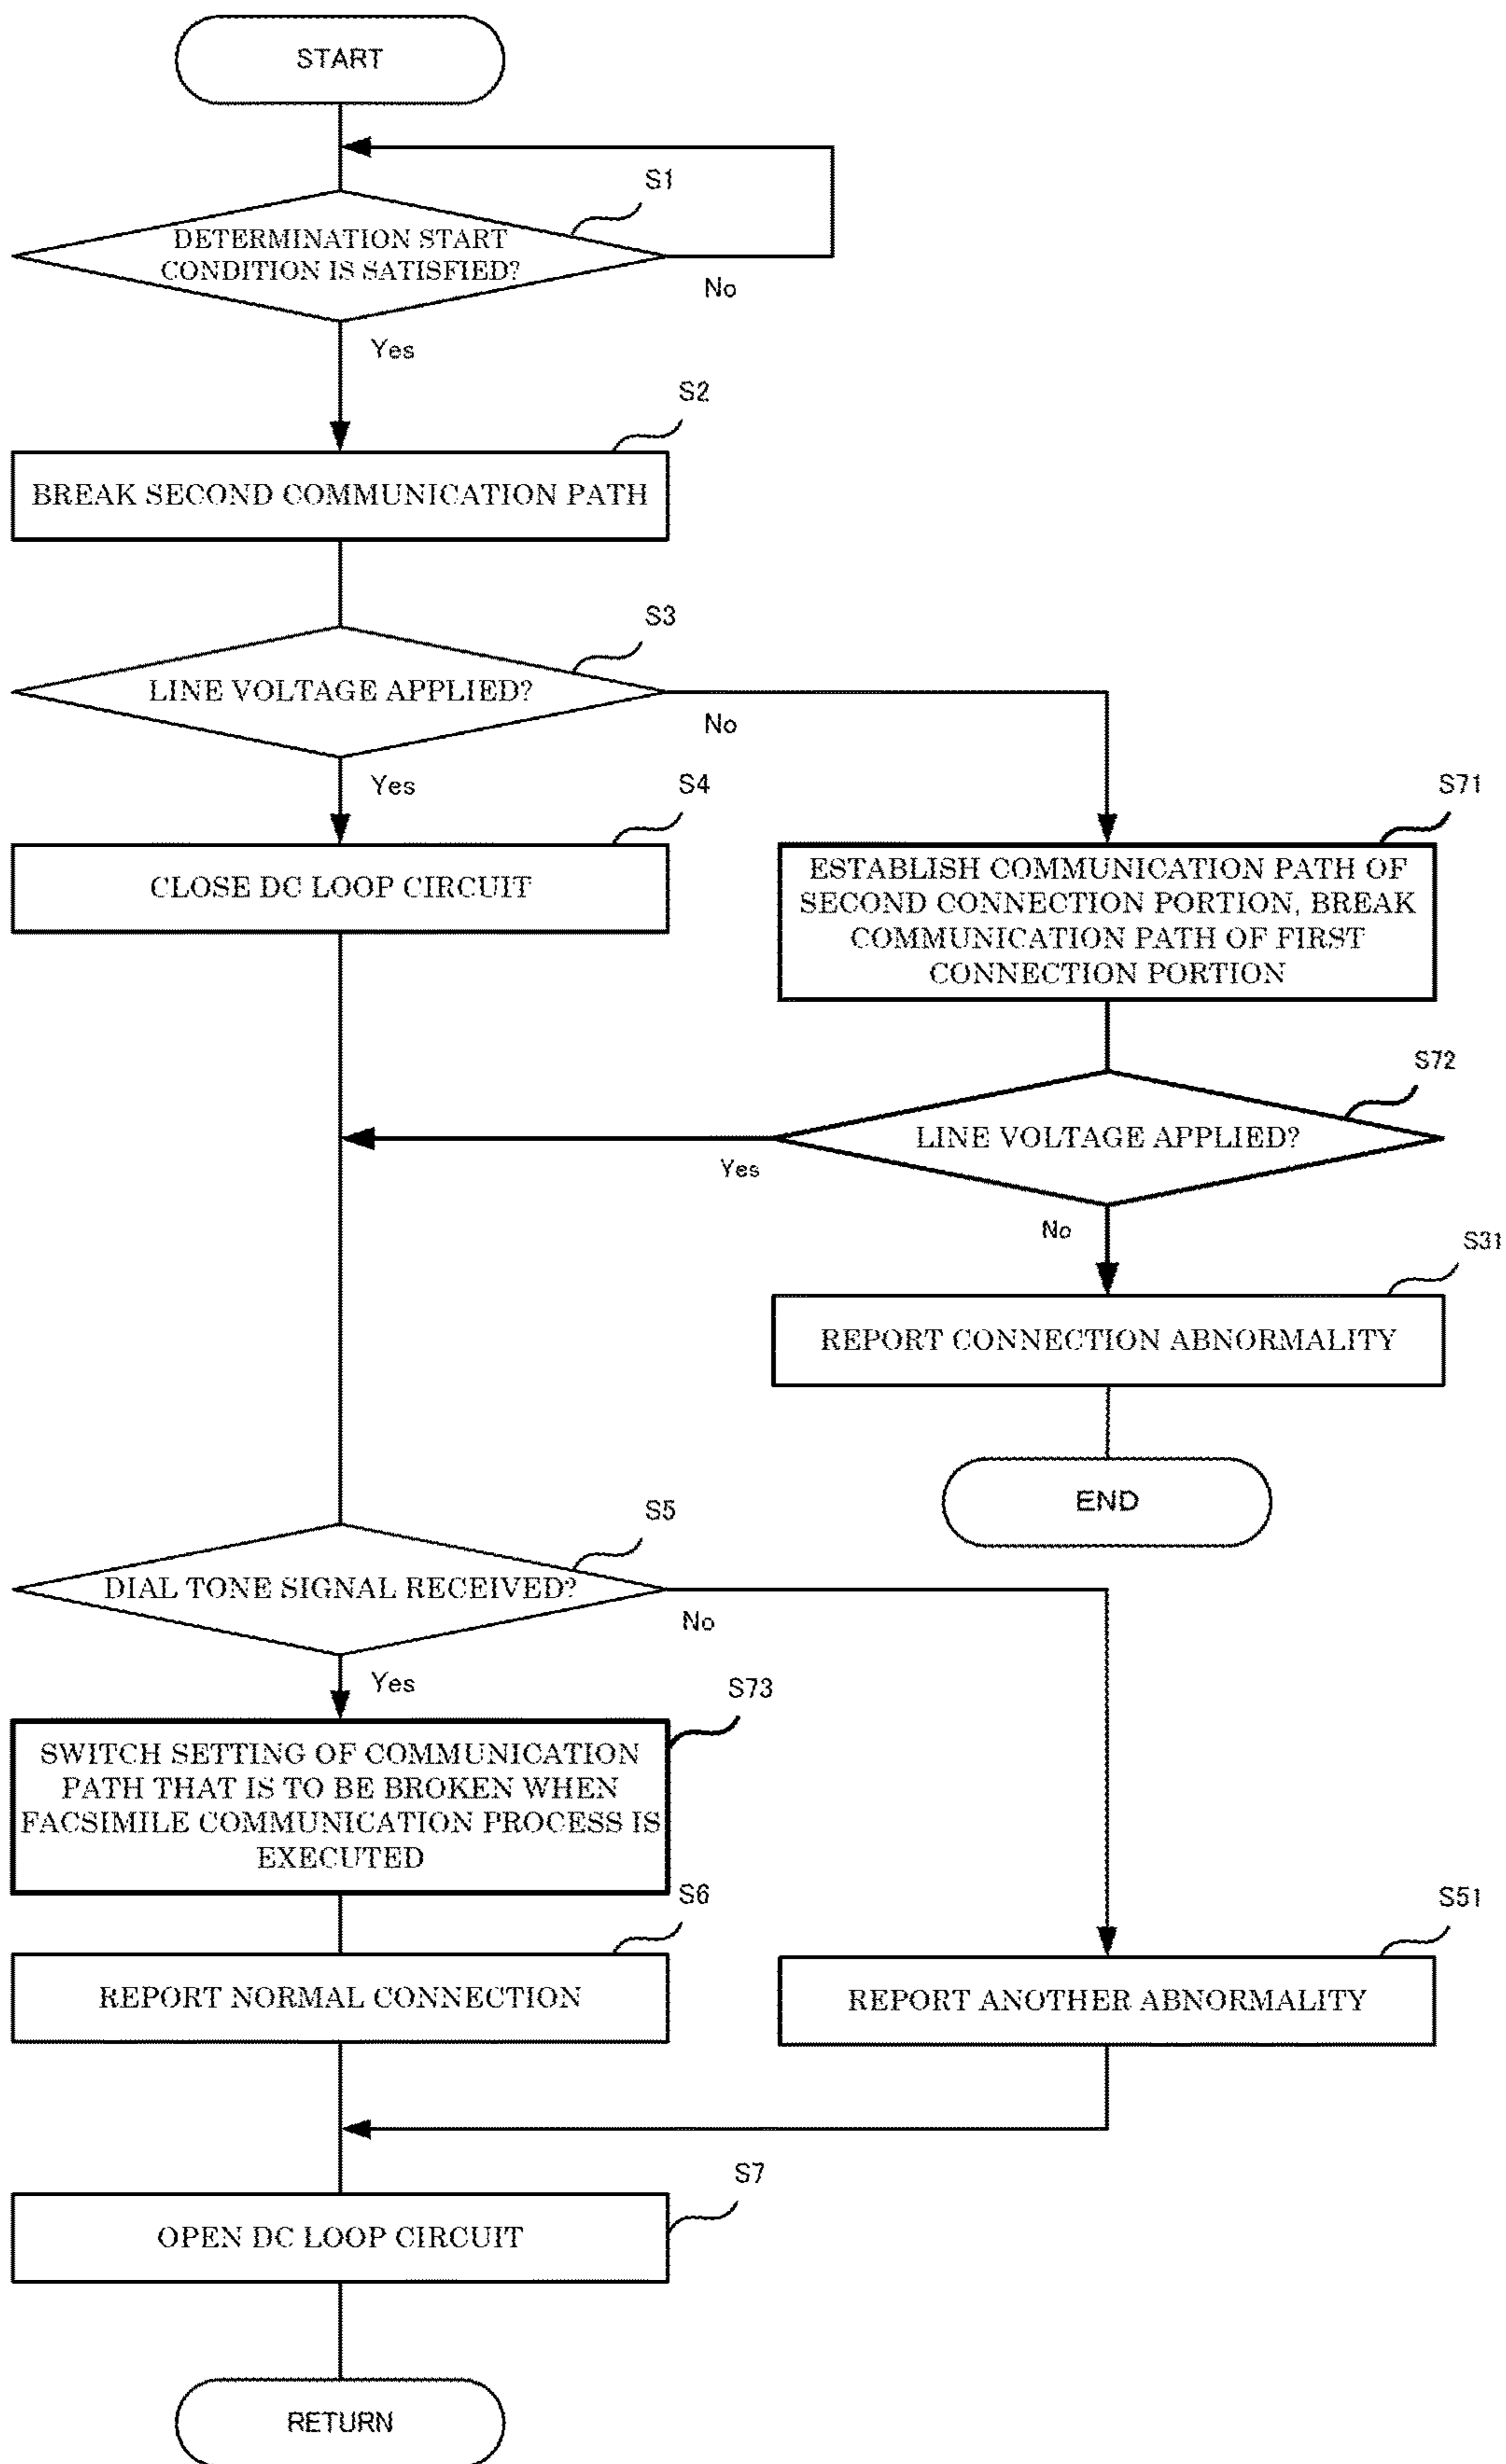 START
S1
DETERMINATION START
CONDITION IS SATISFIED?
No
Yes
S2
BREAK SECOND COMMUNICATION PATH
S3
LINE VOLTAGE APPLIED?
No
Yes
S4
CLOSE DC LOOP CIRCUIT
S71
ESTABLISH COMMUNICATION PATH OF
SECOND CONNECTION PORTION, BREAK
COMMUNICATION PATH OF FIRST
CONNECTION PORTION
S72
LINE VOLTAGE APPLIED?
Yes
No
S31
REPORT CONNECTION ABNORMALITY
END
S5
DIAL TONE SIGNAL RECEIVED?
No
Yes
S73
SWITCH SETTING OF COMMUNICATION
PATH THAT IS TO BE BROKEN WHEN
FACSIMILE COMMUNICATION PROCESS IS
EXECUTED
S6
REPORT NORMAL CONNECTION
S51
REPORT ANOTHER ABNORMALITY
S7
OPEN DC LOOP CIRCUIT
RETURN